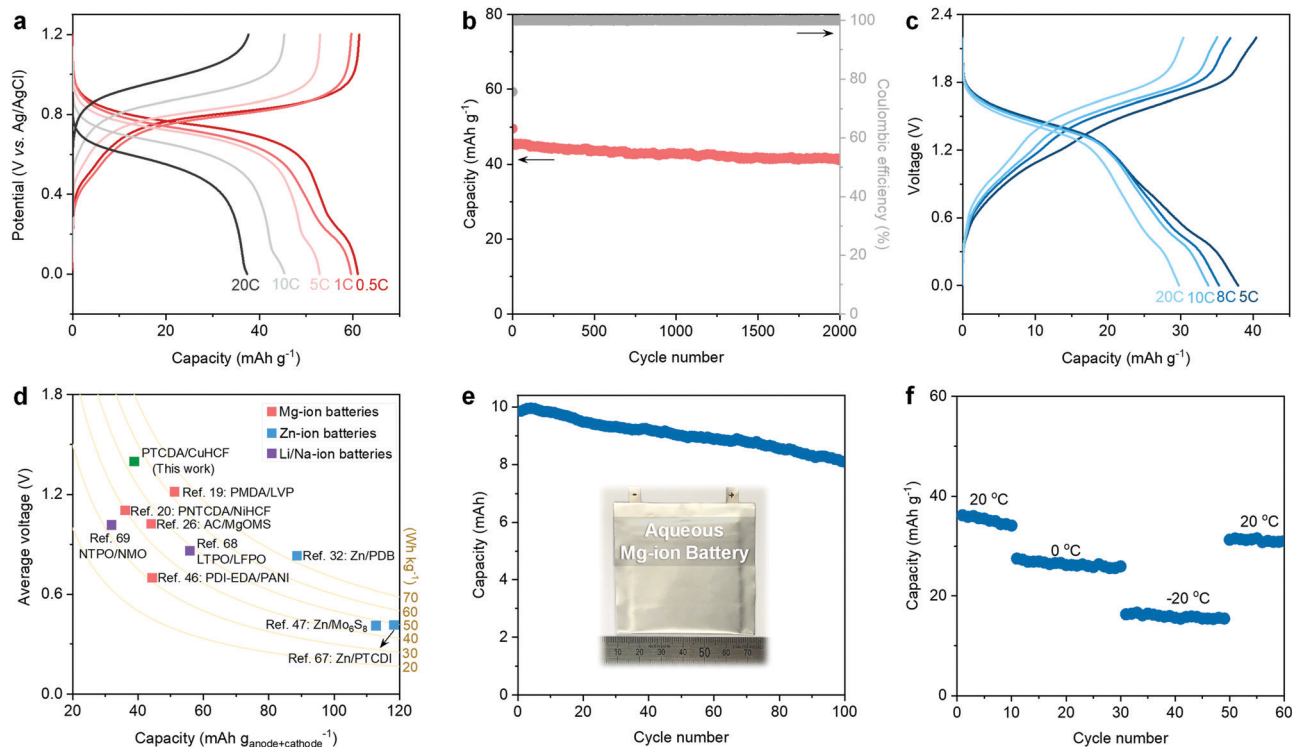 a
1.2
0.8
0.4
0.0
Potential (V vs. Ag/AgCl)
20C
10C
5C
1C
0.5C
0
20
40
60
Capacity (mAh g⁻¹)
b
80
60
40
20
0
Capacity (mAh g⁻¹)
100
80
60
40
20
0
Coulombic efficiency (%)
0
500
1000
1500
2000
Cycle number
c
2.4
1.8
1.2
0.6
0.0
Voltage (V)
20C
10C
8C
5C
0
10
20
30
40
Capacity (mAh g⁻¹)
d
1.8
1.2
0.6
0.0
Average voltage (V)
Mg-ion batteries
Zn-ion batteries
Li/Na-ion batteries
PTCDA/CuHCF
(This work)
Ref. 19: PMDA/LVP
Ref. 20: PNTCDA/NiHCF
Ref. 26: AC/MgOMS
Ref. 69
NTPO/NMO
Ref. 68
LTPO/LFPO
Ref. 32: Zn/PDB
Ref. 46: PDI-EDA/PANI
Ref. 47: Zn/Mo₆S₈
Ref. 67: Zn/PTCDI
(Wh kg⁻¹)
70
60
50
40
30
20
20
40
60
80
100
120
Capacity (mAh g anode+cathode⁻¹)
e
10
8
6
4
2
0
Capacity (mAh)
-
+
Aqueous
Mg-ion Battery
10 20 30 40 50 60 70
0
20
40
60
80
100
Cycle number
f
60
40
20
0
Capacity (mAh g⁻¹)
20 °C
0 °C
-20 °C
20 °C
0
10
20
30
40
50
60
Cycle number